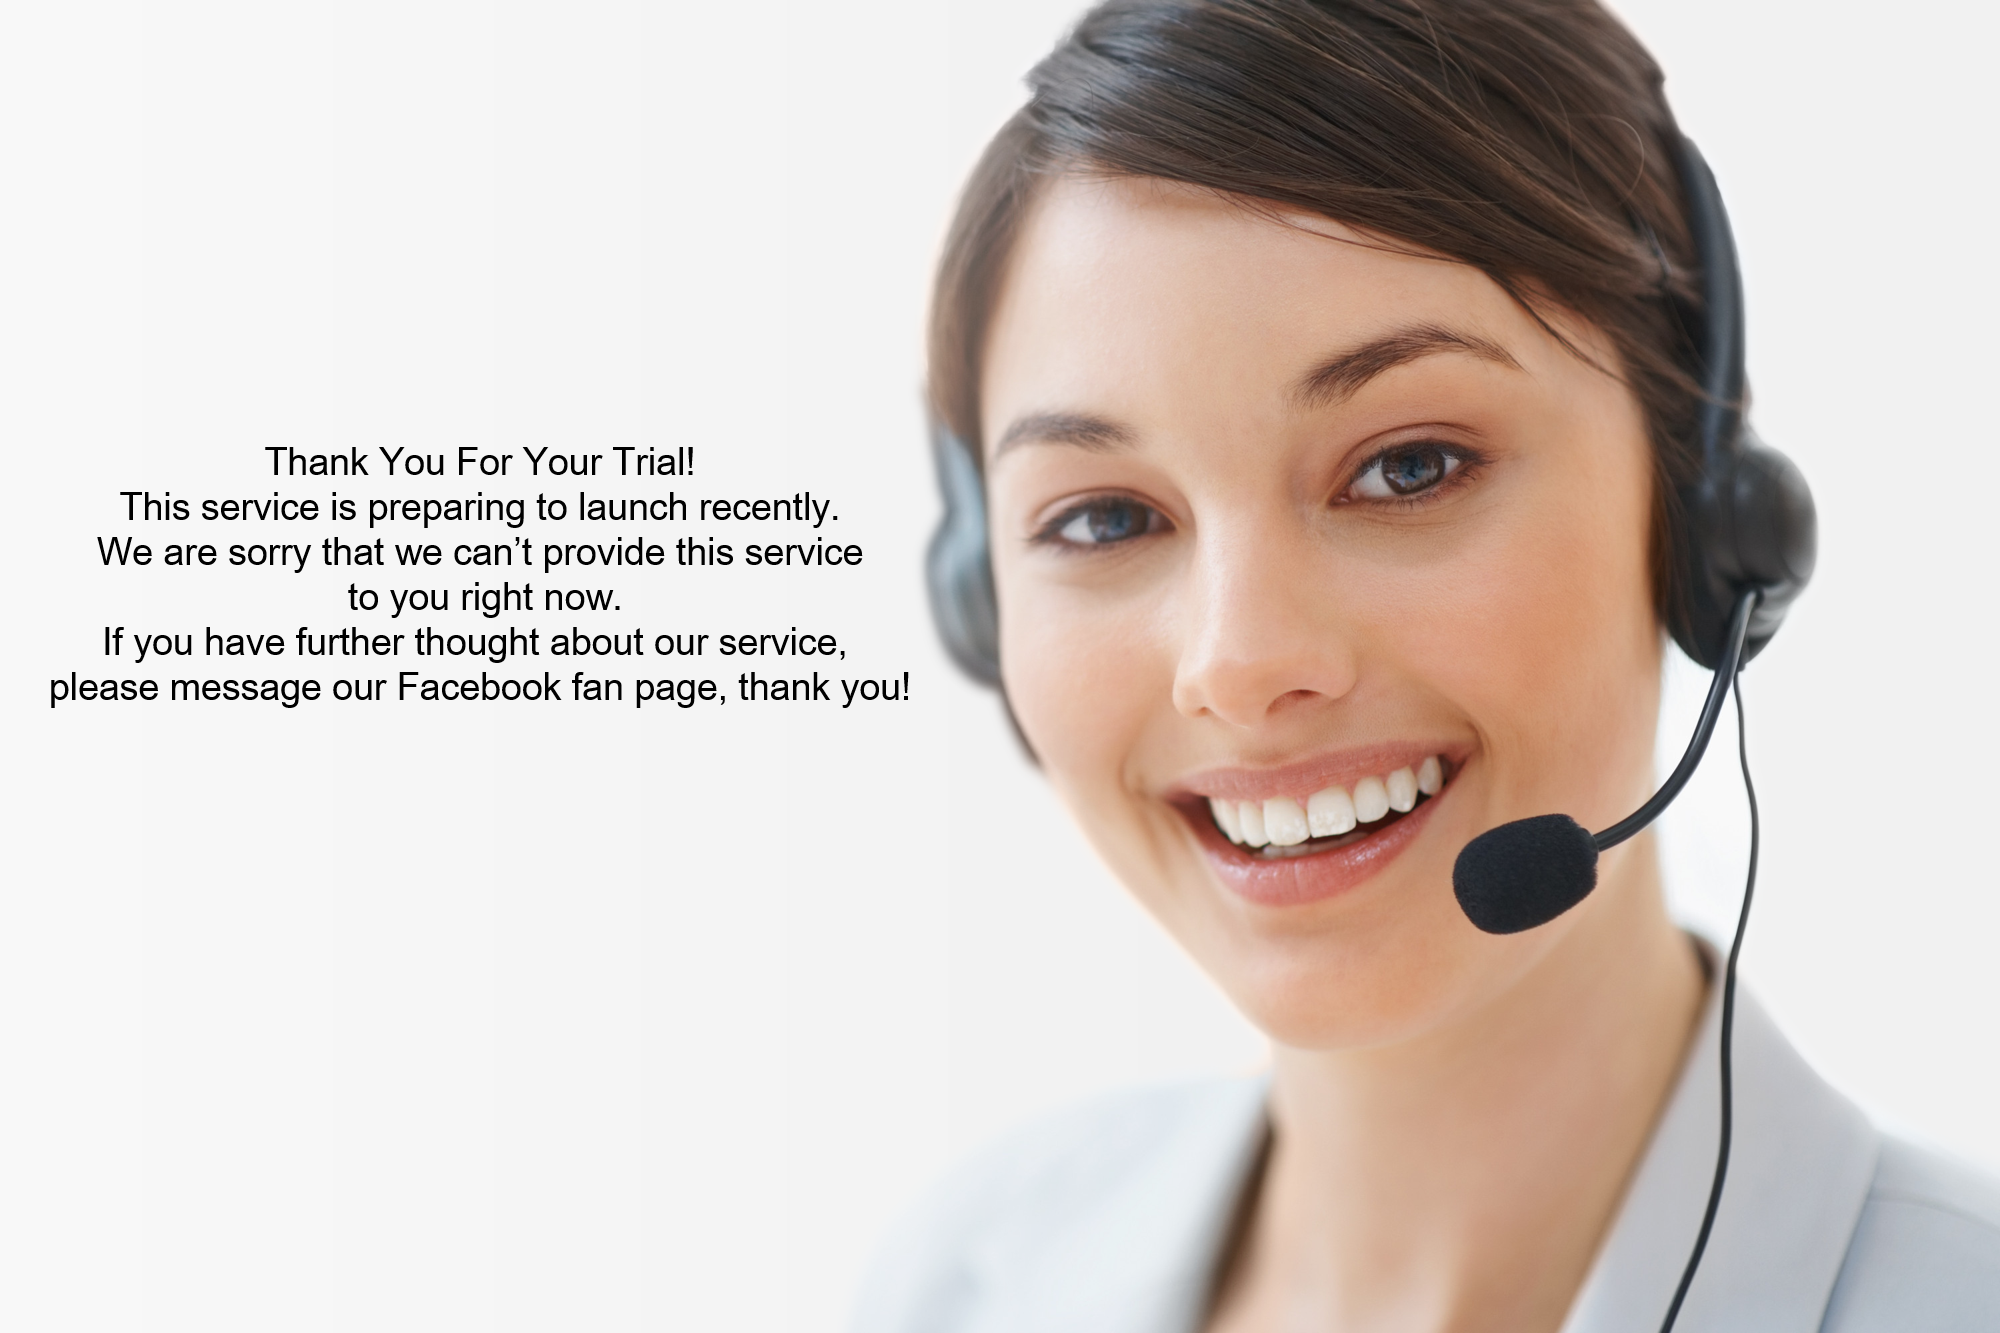 Thank You For Your Trial!
This service is preparing to launch recently.
We are sorry that we can’t provide this service
to you right now.
If you have further thought about our service,
please message our Facebook fan page, thank you!